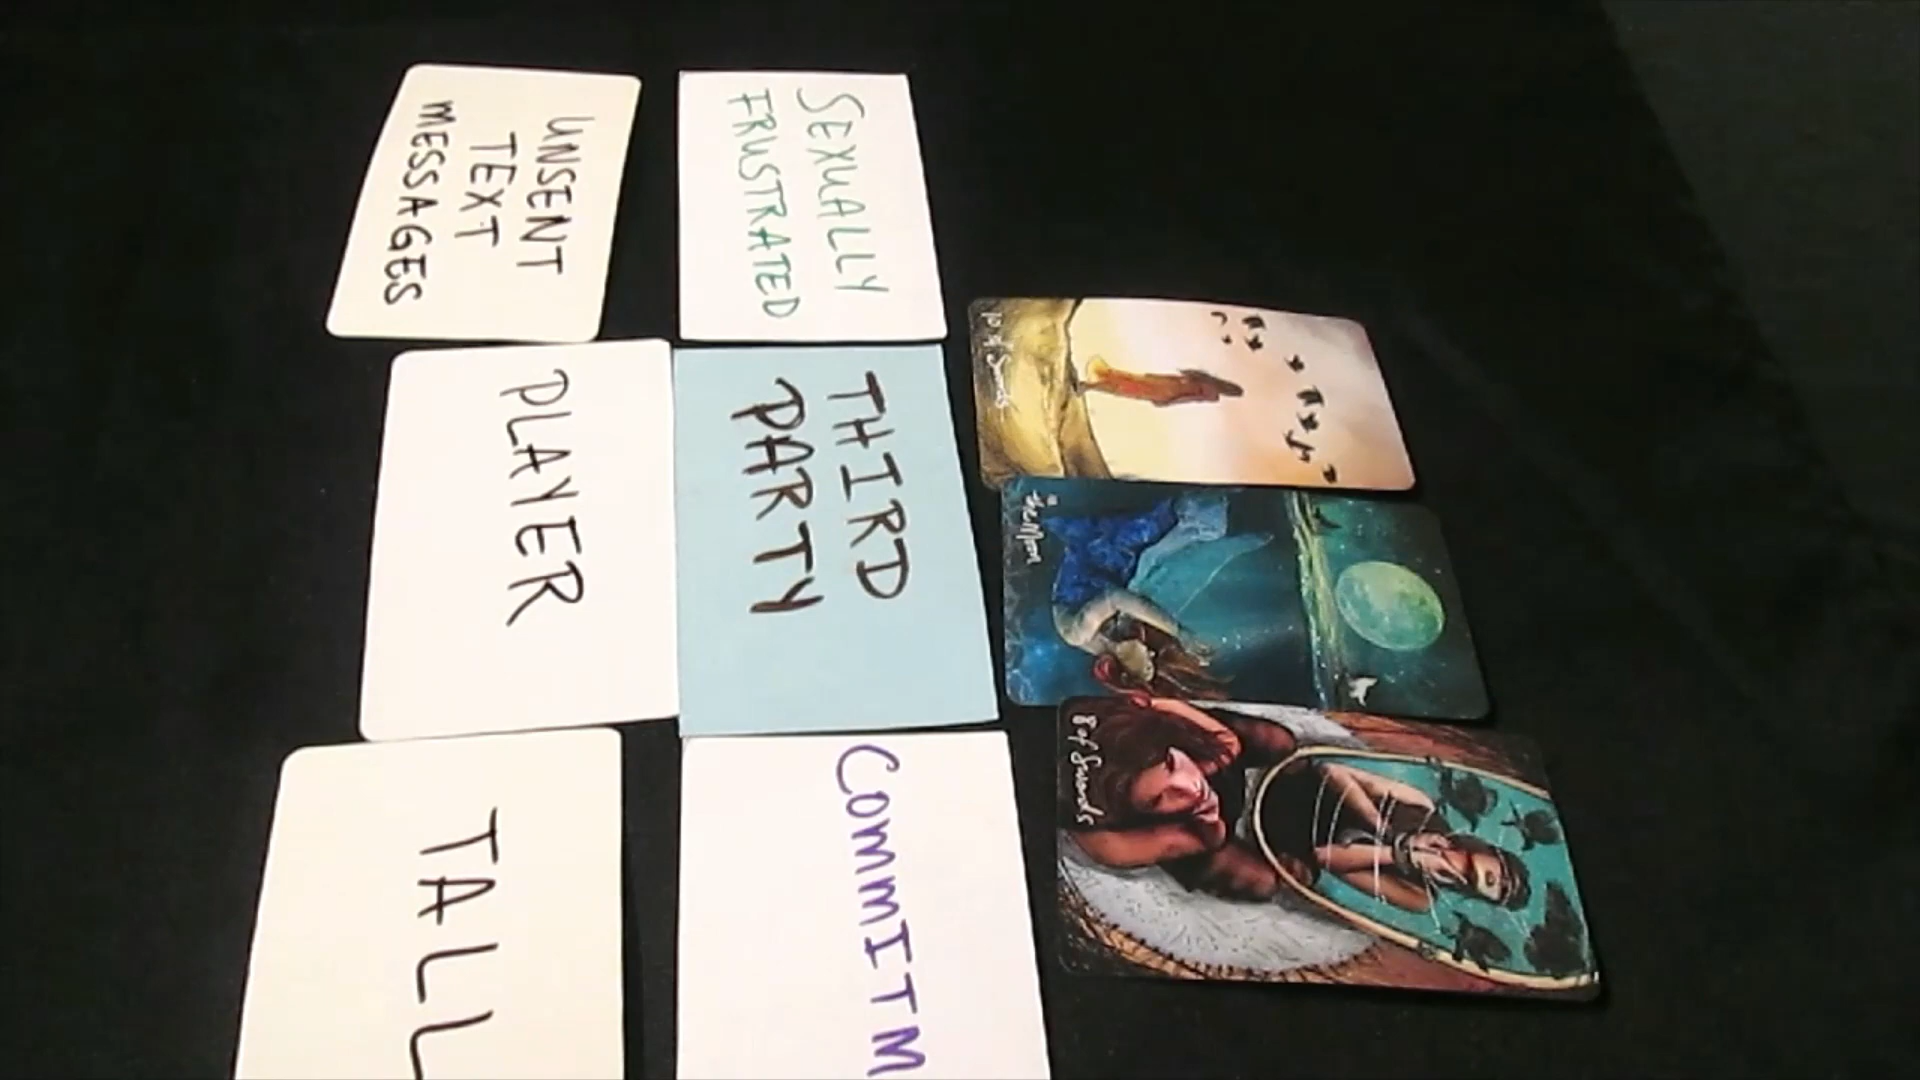 UNSENT
TEXT
MESSAGES
SEXUALLY
FRUSTRATED
PLAYER
THIRD
PARTY
TALL
COMMITM
10 of Swords
the Moon
8 of Swords